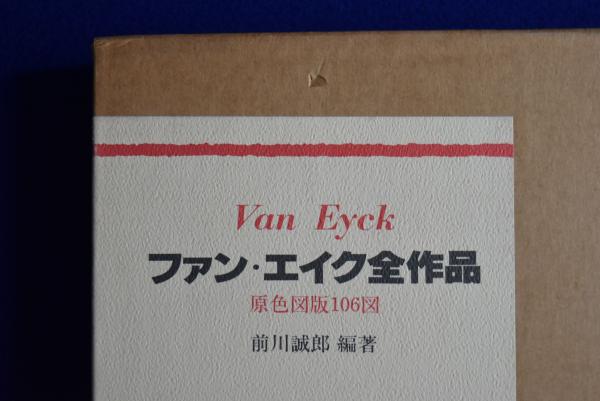 Van Eyck
ファン・エイク全作品
原色図版106図
前川誠郎 編著